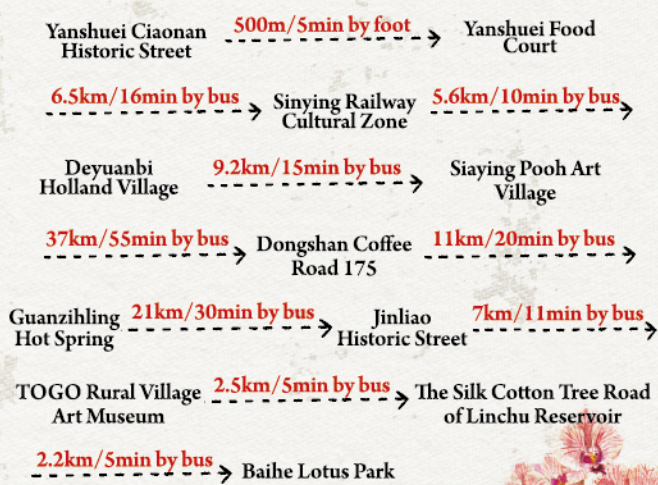 Yanshuei Ciaonan
Historic Street
500m/5min by foot
Yanshuei Food
Court
6.5km/16min by bus
Sinying Railway
Cultural Zone
5.6km/10min by bus
Deyuanbi
Holland Village
9.2km/15min by bus
Siaying Pooh Art
Village
37km/55min by bus
Dongshan Coffee
Road 175
11km/20min by bus
Guanzihling
Hot Spring
21km/30min by bus
Jinliao
Historic Street
7km/11min by bus
TOGO Rural Village
Art Museum
2.5km/5min by bus
The Silk Cotton Tree Road
of Linchu Reservoir
2.2km/5min by bus
Baihe Lotus Park